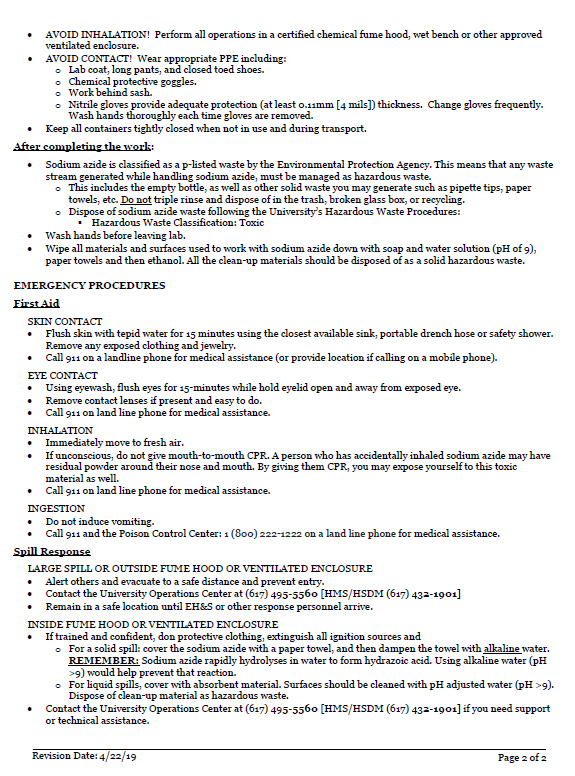 • AVOID INHALATION! Perform all operations in a certified chemical fume hood, wet bench or other approved
ventilated enclosure.
• AVOID CONTACT! Wear appropriate PPE including:
o Lab coat, long pants, and closed toed shoes.
o Chemical protective goggles.
o Work behind sash.
o Nitrile gloves provide adequate protection (at least 0.11mm [4 mils]) thickness. Change gloves frequently.
Wash hands thoroughly each time gloves are removed.
• Keep all containers tightly closed when not in use and during transport.
After completing the work:
• Sodium azide is classified as a p-listed waste by the Environmental Protection Agency. This means that any waste
stream generated while handling sodium azide, must be managed as hazardous waste.
o This includes the empty bottle, as well as other solid waste you may generate such as pipette tips, paper
towels, etc. Do not triple rinse and dispose of in the trash, broken glass box, or recycling.
o Dispose of sodium azide waste following the University's Hazardous Waste Procedures:
▪ Hazardous Waste Classification: Toxic
• Wash hands before leaving lab.
• Wipe all materials and surfaces used to work with sodium azide down with soap and water solution (pH of 9),
paper towels and then ethanol. All the clean-up materials should be disposed of as a solid hazardous waste.
EMERGENCY PROCEDURES
First Aid
SKIN CONTACT
• Flush skin with tepid water for 15 minutes using the closest available sink, portable drench hose or safety shower.
Remove any exposed clothing and jewelry.
• Call 911 on a landline phone for medical assistance (or provide location if calling on a mobile phone).
EYE CONTACT
• Using eyewash, flush eyes for 15-minutes while hold eyelid open and away from exposed eye.
• Remove contact lenses if present and easy to do.
• Call 911 on land line phone for medical assistance.
INHALATION
• Immediately move to fresh air.
• If unconscious, do not give mouth-to-mouth CPR. A person who has accidentally inhaled sodium azide may have
residual powder around their nose and mouth. By giving them CPR, you may expose yourself to this toxic
material as well.
• Call 911 on land line phone for medical assistance.
INGESTION
• Do not induce vomiting.
• Call 911 and the Poison Control Center: 1 (800) 222-1222 on a land line phone for medical assistance.
Spill Response
LARGE SPILL OR OUTSIDE FUME HOOD OR VENTILATED ENCLOSURE
• Alert others and evacuate to a safe distance and prevent entry.
• Contact the University Operations Center at (617) 495-5560 [HMS/HSDM (617) 432-1901]
• Remain in a safe location until EH&S or other response personnel arrive.
INSIDE FUME HOOD OR VENTILATED ENCLOSURE
• If trained and confident, don protective clothing, extinguish all ignition sources and
o For a solid spill: cover the sodium azide with a paper towel, and then dampen the towel with alkaline water.
REMEMBER: Sodium azide rapidly hydrolyses in water to form hydrazoic acid. Using alkaline water (pH
>9) would help prevent that reaction.
o For liquid spills, cover with absorbent material. Surfaces should be cleaned with pH adjusted water (pH >9).
Dispose of clean-up material as hazardous waste.
• Contact the University Operations Center at (617) 495-5560 [HMS/HSDM (617) 432-1901] if you need support
or technical assistance.
Revision Date: 4/22/19 Page 2 of 2